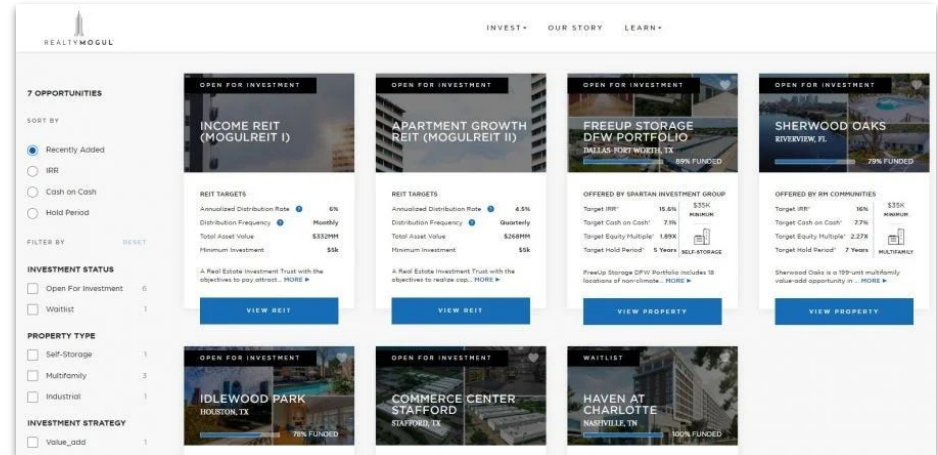 REALTYMOGUL
INVEST OUR STORY LEARN
7 OPPORTUNITIES
SORT BY
Recently Added
IRR
Cash on Cash
Hold Period
FILTER BY RESET
INVESTMENT STATUS
Open For Investment 6
Waitlist 1
PROPERTY TYPE
Self-Storage 1
Multifamily 3
Industrial 1
INVESTMENT STRATEGY
Value_add 1
OPEN FOR INVESTMENT
INCOME REIT
(MOGULREIT I)
REIT TARGETS
Annualized Distribution Rate ? 6%
Distribution Frequency ? Monthly
Total Asset Value $332MM
Minimum Investment $5k
A Real Estate Investment Trust with the
objectives to pay attract... MORE ▶
VIEW REIT
OPEN FOR INVESTMENT
APARTMENT GROWTH
REIT (MOGULREIT II)
REIT TARGETS
Annualized Distribution Rate ? 4.5%
Distribution Frequency ? Quarterly
Total Asset Value $268MM
Minimum Investment $5k
A Real Estate Investment Trust with the
objectives to realize cap... MORE ▶
VIEW REIT
OPEN FOR INVESTMENT
FREEUP STORAGE
DFW PORTFOLIO
DALLAS-FORT WORTH, TX
89% FUNDED
OFFERED BY SPARTAN INVESTMENT GROUP
Target IRR* 15.6%
Target Cash on Cash* 7.1%
Target Equity Multiple* 1.89X
Target Hold Period* 5 Years
$35K
MINIMUM
SELF-STORAGE
FreeUp Storage DFW Portfolio includes 18
locations of non-climate... MORE ▶
VIEW PROPERTY
OPEN FOR INVESTMENT
SHERWOOD OAKS
RIVERVIEW, FL
79% FUNDED
OFFERED BY RM COMMUNITIES
Target IRR* 16%
Target Cash on Cash* 7.7%
Target Equity Multiple* 2.27X
Target Hold Period* 7 Years
$35K
MINIMUM
MULTIFAMILY
Sherwood Oaks is a 199-unit multifamily
value-add opportunity in ... MORE ▶
VIEW PROPERTY
OPEN FOR INVESTMENT
IDLEWOOD PARK
HOUSTON, TX
78% FUNDED
OPEN FOR INVESTMENT
COMMERCE CENTER
STAFFORD
STAFFORD, TX
WAITLIST
HAVEN AT
CHARLOTTE
NASHVILLE, TN
100% FUNDED